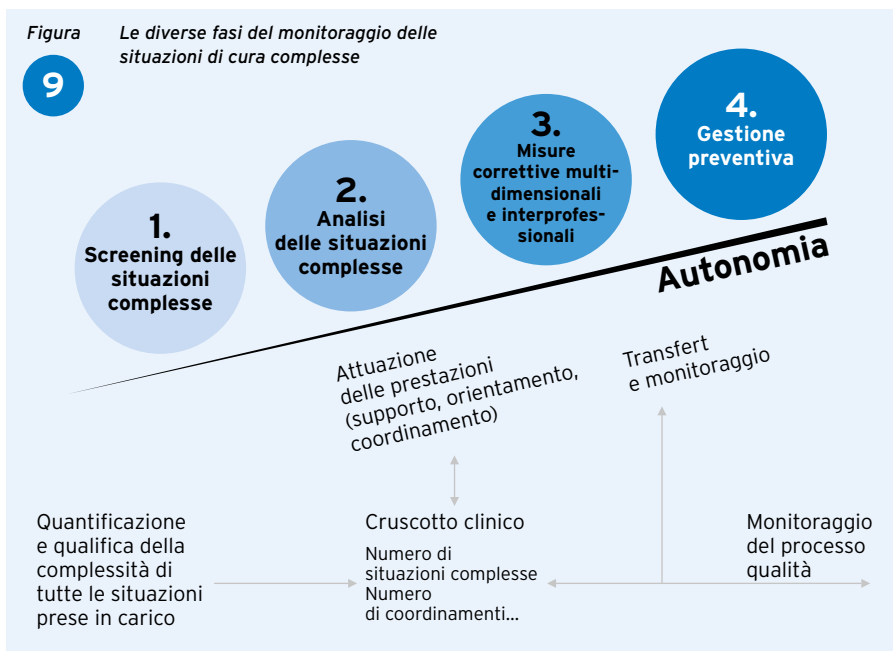 Figura
9
Le diverse fasi del monitoraggio delle
situazioni di cura complesse
1.
Screening delle
situazioni
complesse
2.
Analisi
delle situazioni
complesse
3.
Misure
correttive multi-
dimensionali
e interprofes-
sionali
4.
Gestione
preventiva
Autonomia
Attuazione
delle prestazioni
(supporto, orientamento,
coordinamento)
Transfert
e monitoraggio
Quantificazione
e qualifica della
complessità di
tutte le situazioni
prese in carico
Cruscotto clinico
Numero di
situazioni complesse
Numero
di coordinamenti...
Monitoraggio
del processo
qualità